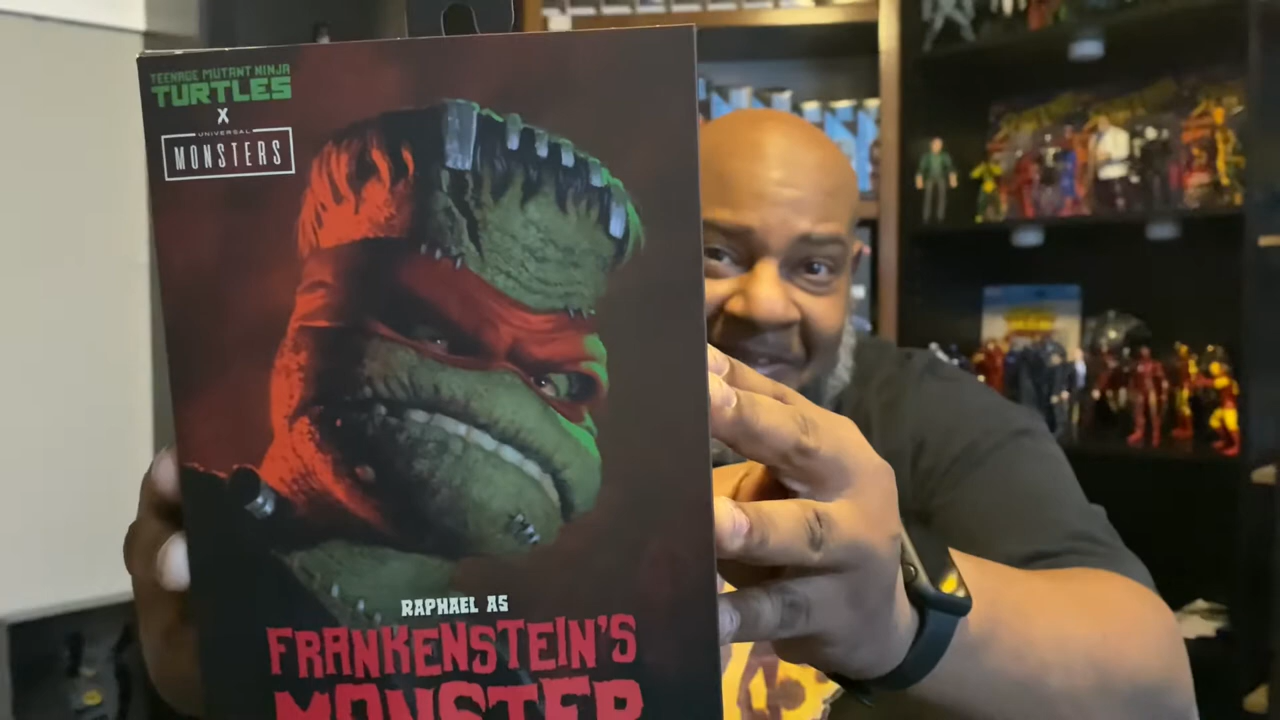 TEENAGE MUTANT NINJA
TURTLES
X
UNIVERSAL
MONSTERS
RAPHAEL AS
FRANKENSTEIN'S
MONSTER